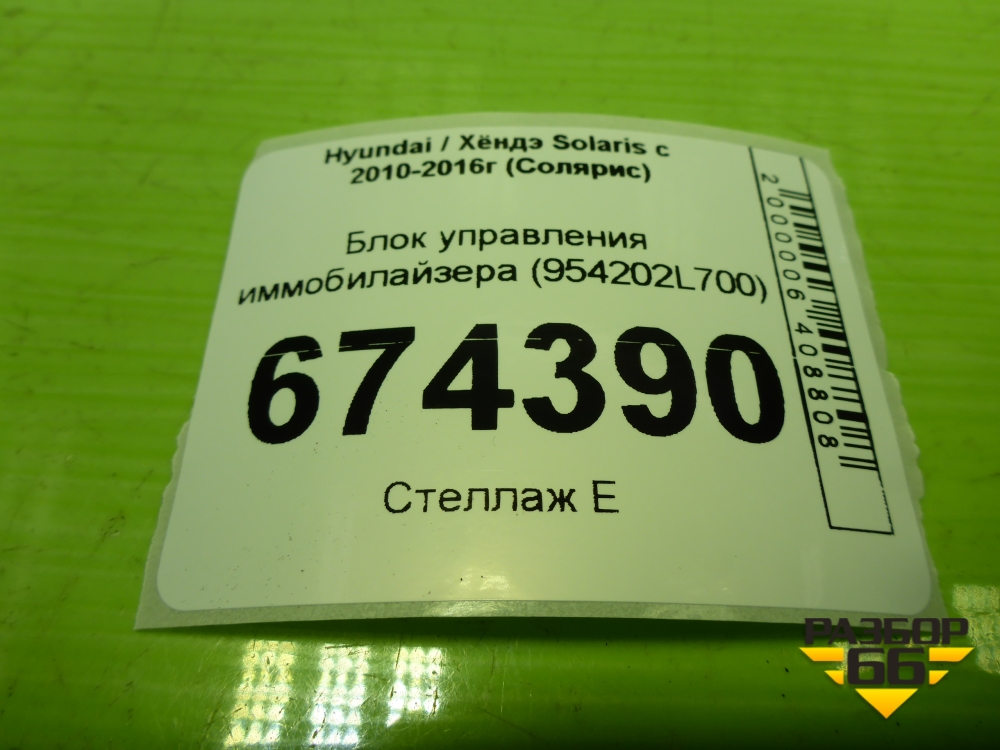 Hyundai / Хёндэ Solaris с
2010-2016г (Солярис)
Блок управления
иммобилайзера (954202L700)
674390
Стеллаж Е
2000006408808
РАЗБОР
66